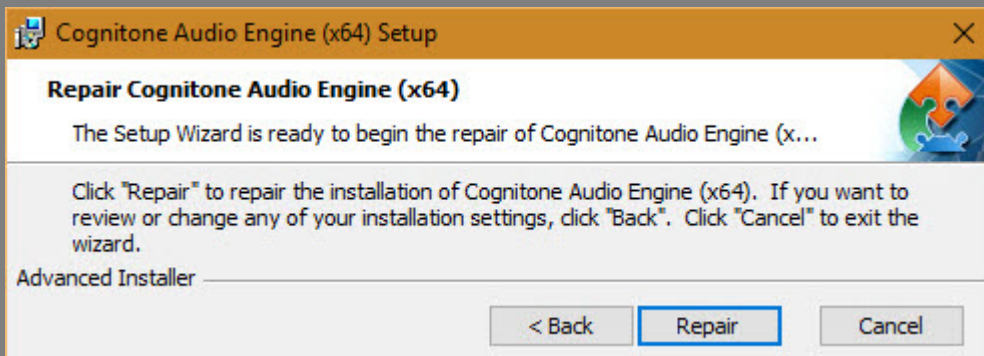 Cognitone Audio Engine (x64) Setup
Repair Cognitone Audio Engine (x64)
The Setup Wizard is ready to begin the repair of Cognitone Audio Engine (x...
Click "Repair" to repair the installation of Cognitone Audio Engine (x64).  If you want to
review or change any of your installation settings, click "Back".  Click "Cancel" to exit the
wizard.
Advanced Installer
< Back Repair Cancel